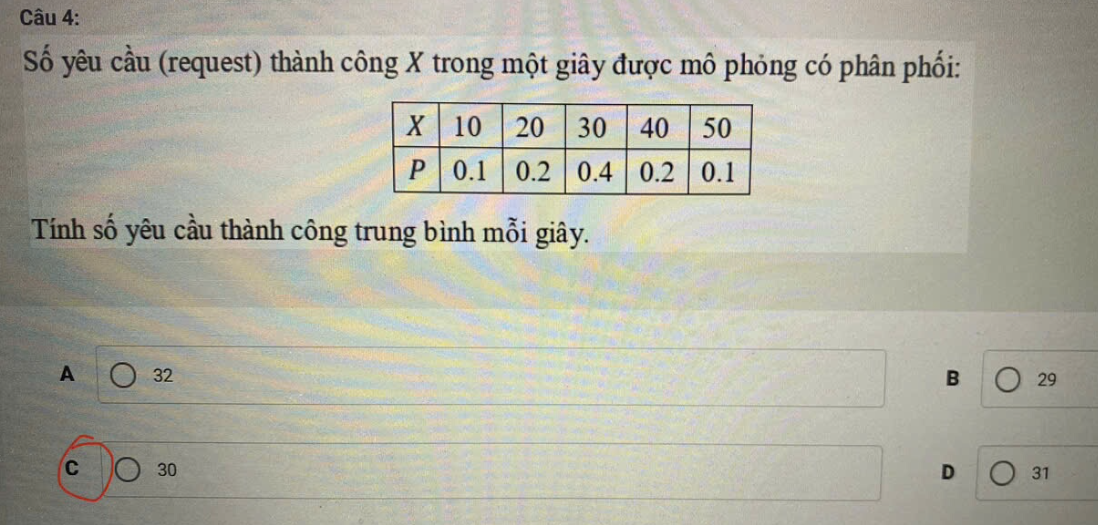 Câu 4:
Số yêu cầu (request) thành công X trong một giây được mô phỏng có phân phối:
X 10 20 30 40 50
P 0.1 0.2 0.4 0.2 0.1
Tính số yêu cầu thành công trung bình mỗi giây.
A 32
B 29
C 30
D 31